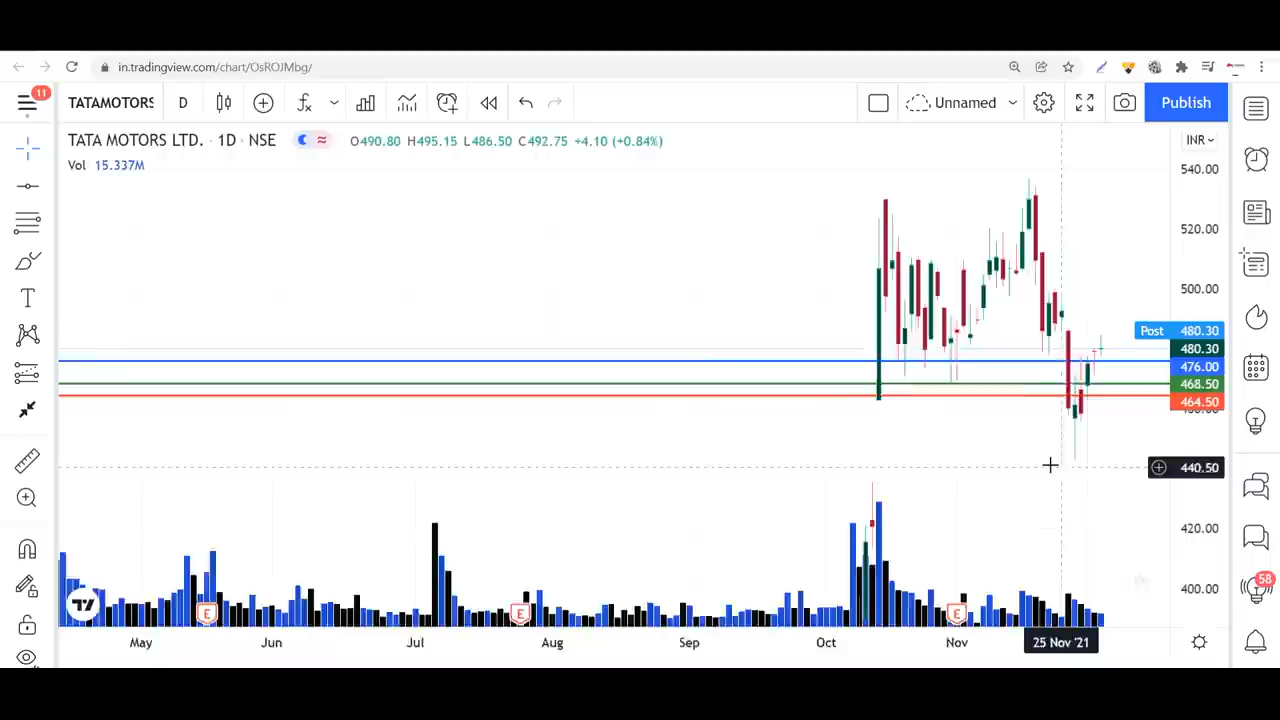 in.tradingview.com/chart/OsROJMbg/
11
TATAMOTORS
D
Unnamed
Publish
TATA MOTORS LTD. · 1D · NSE
O490.80 H495.15 L486.50 C492.75 +4.10 (+0.84%)
INR
Vol 15.337M
540.00
520.00
500.00
Post 480.30
480.30
476.00
468.50
464.50
440.50
420.00
400.00
58
E
E
E
May
Jun
Jul
Aug
Sep
Oct
Nov
25 Nov '21